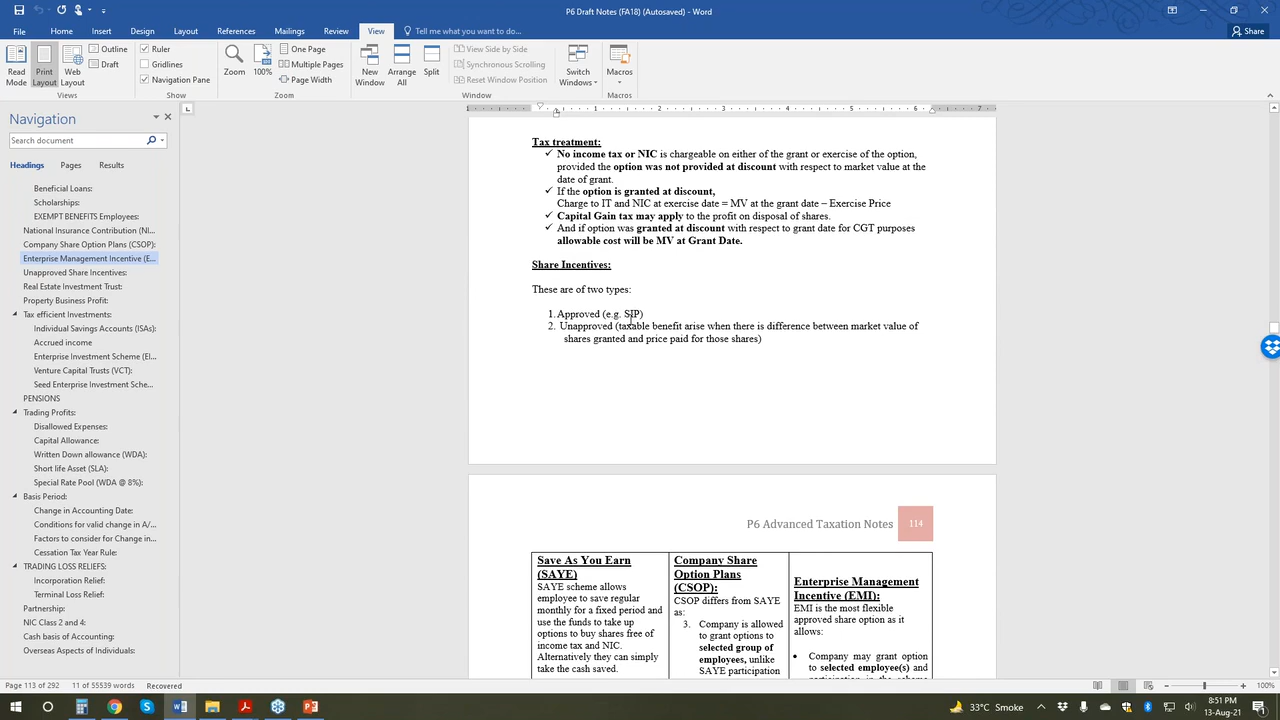 P6 Draft Notes (FA18) (Autosaved) - Word
File Home Insert Design Layout References Mailings Review View Tell me what you want to do... Share
Read Mode
Print Layout
Web Layout
Outline
Draft
Views
Ruler
Gridlines
Navigation Pane
Show
Zoom
100%
One Page
Multiple Pages
Page Width
Zoom
New Window
Arrange All
Split
View Side by Side
Synchronous Scrolling
Reset Window Position
Window
Switch Windows
Macros
Macros
Navigation
Search document
Headings Pages Results
Beneficial Loans:
Scholarships:
EXEMPT BENEFITS Employees:
National Insurance Contribution (NI...
Company Share Option Plans (CSOP):
Enterprise Management Incentive (E...
Unapproved Share Incentives:
Real Estate Investment Trust:
Property Business Profit:
Tax efficient Investments:
Individual Savings Accounts (ISAs):
Accrued income
Enterprise Investment Scheme (EI...
Venture Capital Trusts (VCT):
Seed Enterprise Investment Sche...
PENSIONS
Trading Profits:
Disallowed Expenses:
Capital Allowance:
Written Down allowance (WDA):
Short life Asset (SLA):
Special Rate Pool (WDA @ 8%):
Basis Period:
Change in Accounting Date:
Conditions for valid change in A/...
Factors to consider for Change in...
Cessation Tax Year Rule:
TRADING LOSS RELIEFS:
Incorporation Relief:
Terminal Loss Relief:
Partnership:
NIC Class 2 and 4:
Cash basis of Accounting:
Overseas Aspects of Individuals:
1 1 2 3 4 5 6 7
Tax treatment:
✓ No income tax or NIC is chargeable on either of the grant or exercise of the option,
provided the option was not provided at discount with respect to market value at the
date of grant.
✓ If the option is granted at discount,
Charge to IT and NIC at exercise date = MV at the grant date – Exercise Price
✓ Capital Gain tax may apply to the profit on disposal of shares.
✓ And if option was granted at discount with respect to grant date for CGT purposes
allowable cost will be MV at Grant Date.
Share Incentives:
These are of two types:
1. Approved (e.g. SIP)
2. Unapproved (taxable benefit arise when there is difference between market value of
shares granted and price paid for those shares)
P6 Advanced Taxation Notes 114
Save As You Earn
(SAYE)
SAYE scheme allows
employee to save regular
monthly for a fixed period and
use the funds to take up
options to buy shares free of
income tax and NIC.
Alternatively they can simply
take the cash saved.
Company Share
Option Plans
(CSOP):
CSOP differs from SAYE
as:
3. Company is allowed
to grant options to
selected group of
employees, unlike
SAYE participation
Enterprise Management
Incentive (EMI):
EMI is the most flexible
approved share option as it
allows:
• Company may grant option
to selected employee(s) and
participation in the scheme
Page 113 of 292 11 of 55539 words Recovered
100%
33°C Smoke
8:51 PM
13-Aug-21